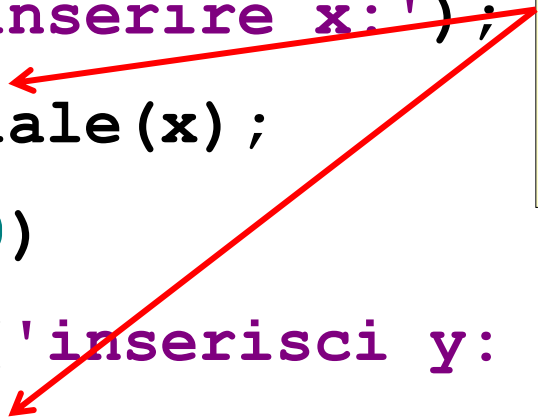 nserire x:');
ale(x);
)
'inserisci y: